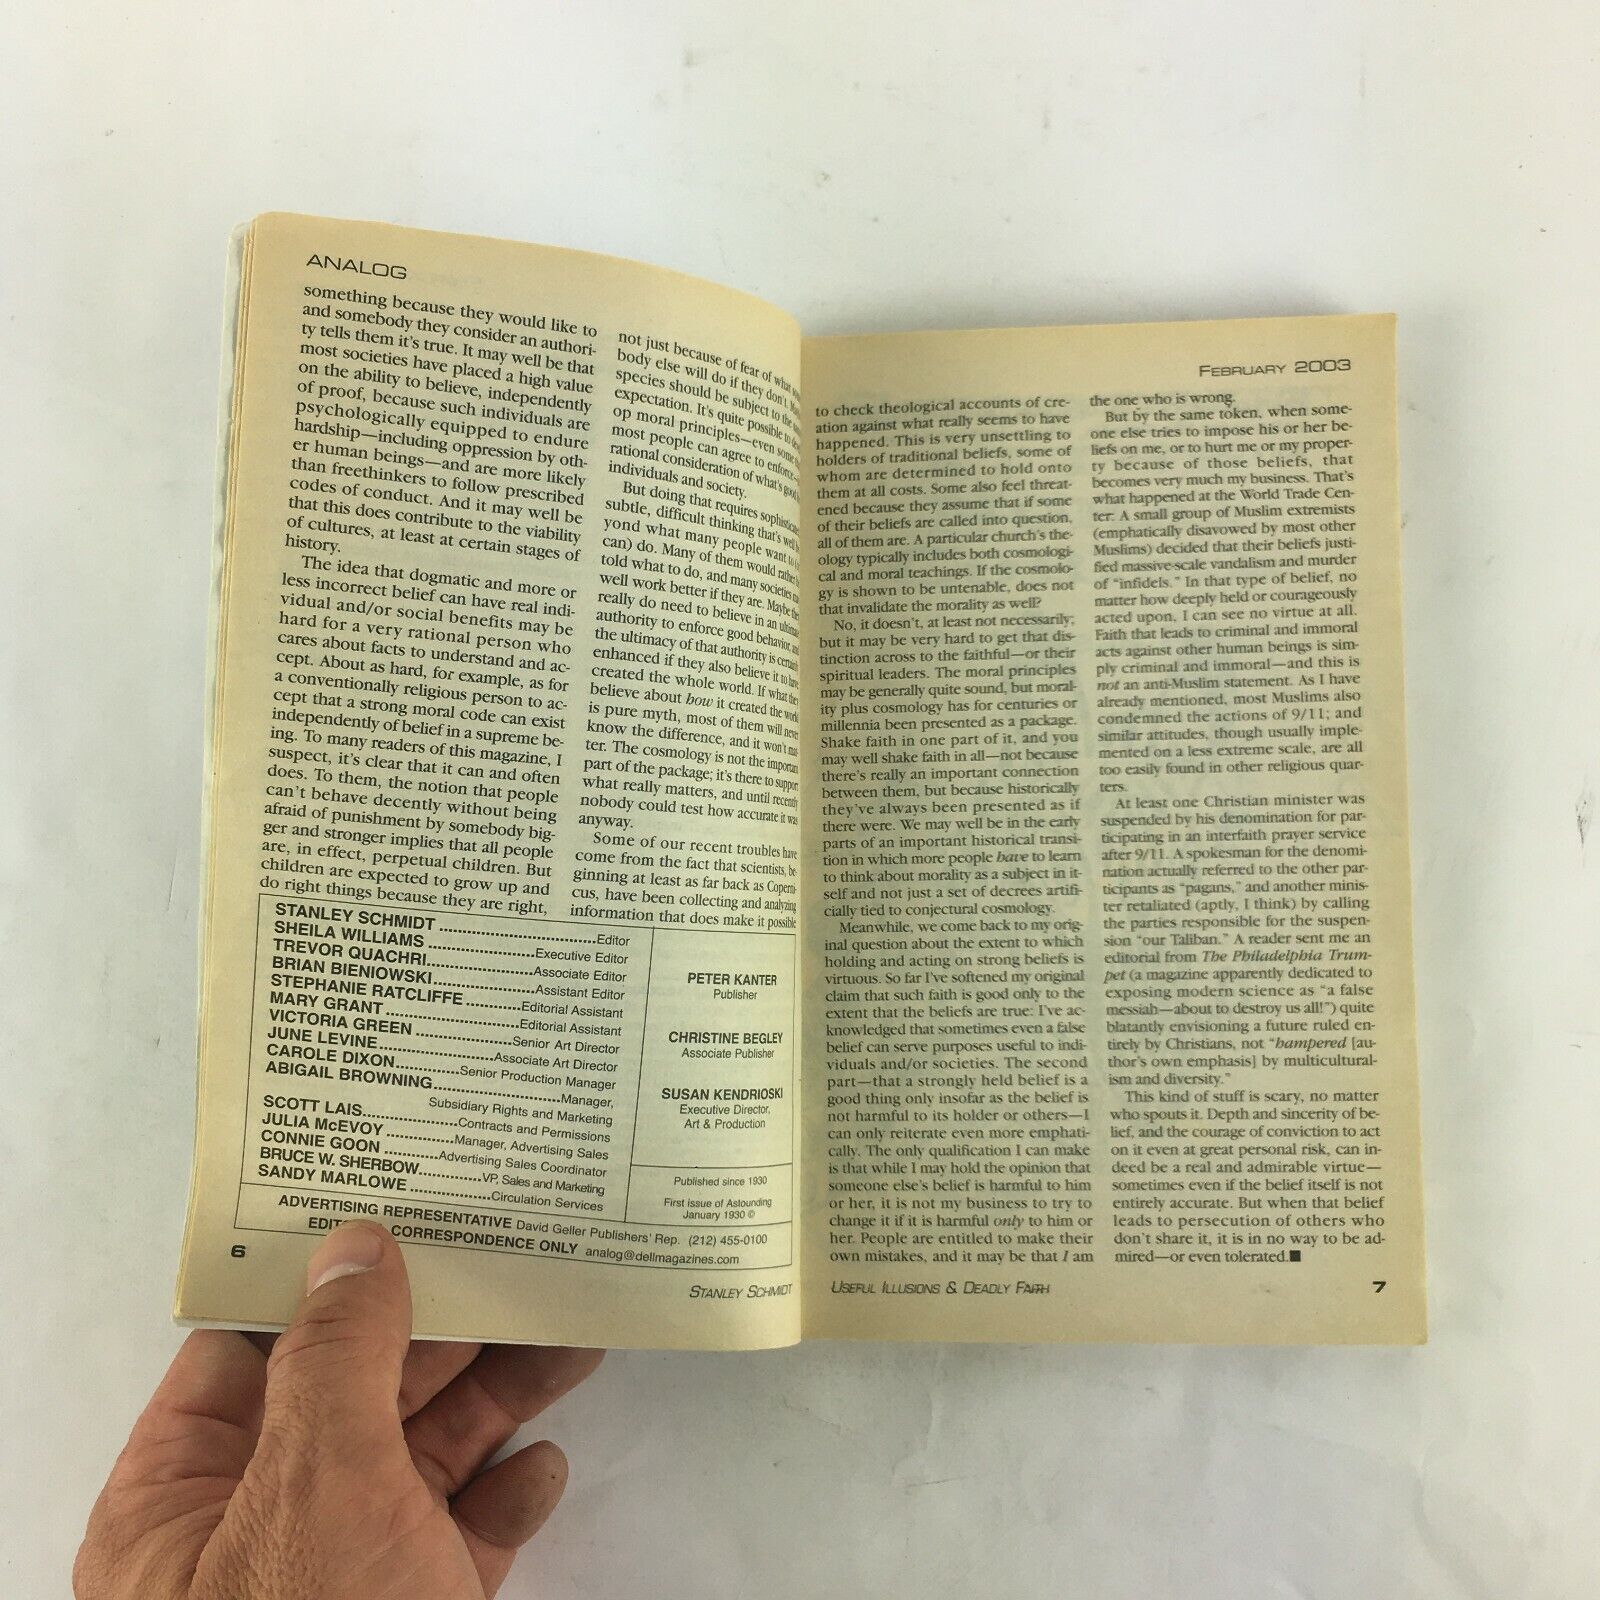 ANALOG
something because they would like to
and somebody they consider an authori-
ty tells them it's true. It may well be that
most societies have placed a high value
on the ability to believe, independently
of proof, because such individuals are
psychologically equipped to endure
hardship—including oppression by oth-
er human beings—and are more likely
than freethinkers to follow prescribed
codes of conduct. And it may well be
that this does contribute to the viability
of cultures, at least at certain stages of
history.
The idea that dogmatic and more or
less incorrect belief can have real indi-
vidual and/or social benefits may be
hard for a very rational person who
cares about facts to understand and ac-
cept. About as hard, for example, as for
a conventionally religious person to ac-
cept that a strong moral code can exist
independently of belief in a supreme be-
ing. To many readers of this magazine, I
suspect, it's clear that it can and often
does. To them, the notion that people
can't behave decently without being
afraid of punishment by somebody big-
ger and stronger implies that all people
are, in effect, perpetual children. But
children are expected to grow up and
do right things because they are right,
not just because of fear of what
body else will do if they don't.
species should be subject to the same
expectation. It's quite possible to
op moral principles—even some
most people can agree to enforce—
rational consideration of what's good
individuals and society.
But doing that requires sophisticated,
subtle, difficult thinking that's well
yond what many people want to (or
can) do. Many of them would rather be
told what to do, and many societies
well work better if they are. Maybe they
really do need to believe in an ultimate
authority to enforce good behavior, and
the ultimacy of that authority is certainly
enhanced if they also believe it to have
created the whole world. If what they
believe about how it created the world
is pure myth, most of them will never
know the difference, and it won't mat-
ter. The cosmology is not the important
part of the package; it's there to support
what really matters, and until recently
nobody could test how accurate it was
anyway.
Some of our recent troubles have
come from the fact that scientists, be-
ginning at least as far back as Coperni-
cus, have been collecting and analyzing
information that does make it possible
STANLEY SCHMIDT ........ Editor
SHEILA WILLIAMS ........ Executive Editor
TREVOR QUACHRI ........ Associate Editor
BRIAN BIENIOWSKI ........ Assistant Editor
STEPHANIE RATCLIFFE ........ Editorial Assistant
MARY GRANT ........ Editorial Assistant
VICTORIA GREEN ........ Senior Art Director
JUNE LEVINE ........ Associate Art Director
CAROLE DIXON ........ Senior Production Manager
ABIGAIL BROWNING ........ Manager,
Subsidiary Rights and Marketing
SCOTT LAIS ........ Contracts and Permissions
JULIA McEVOY ........ Manager, Advertising Sales
CONNIE GOON ........ Advertising Sales Coordinator
BRUCE W. SHERBOW ........ VP, Sales and Marketing
SANDY MARLOWE ........ Circulation Services
PETER KANTER
Publisher
CHRISTINE BEGLEY
Associate Publisher
SUSAN KENDRIOSKI
Executive Director,
Art & Production
Published since 1930
First issue of Astounding
January 1930 ©
ADVERTISING REPRESENTATIVE David Geller Publishers' Rep. (212) 455-0100
CORRESPONDENCE ONLY analog@dellmagazines.com
6
STANLEY SCHMIDT
FEBRUARY 2003
to check theological accounts of cre-
ation against what really seems to have
happened. This is very unsettling to
holders of traditional beliefs, some of
whom are determined to hold onto
them at all costs. Some also feel threat-
ened because they assume that if some
of their beliefs are called into question,
all of them are. A particular church's the-
ology typically includes both cosmologi-
cal and moral teachings. If the cosmolo-
gy is shown to be untenable, does not
that invalidate the morality as well?
No, it doesn't, at least not necessarily;
but it may be very hard to get that dis-
tinction across to the faithful—or their
spiritual leaders. The moral principles
may be generally quite sound, but moral-
ity plus cosmology has for centuries or
millennia been presented as a package.
Shake faith in one part of it, and you
may well shake faith in all—not because
there's really an important connection
between them, but because historically
they've always been presented as if
there were. We may well be in the early
parts of an important historical transi-
tion in which more people have to learn
to think about morality as a subject in it-
self and not just a set of decrees artifi-
cially tied to conjectural cosmology.
Meanwhile, we come back to my orig-
inal question about the extent to which
holding and acting on strong beliefs is
virtuous. So far I've softened my original
claim that such faith is good only to the
extent that the beliefs are true: I've ac-
knowledged that sometimes even a false
belief can serve purposes useful to indi-
viduals and/or societies. The second
part—that a strongly held belief is a
good thing only insofar as the belief is
not harmful to its holder or others—I
can only reiterate even more emphati-
cally. The only qualification I can make
is that while I may hold the opinion that
someone else's belief is harmful to him
or her, it is not my business to try to
change it if it is harmful only to him or
her. People are entitled to make their
own mistakes, and it may be that I am
the one who is wrong.
But by the same token, when some-
one else tries to impose his or her be-
liefs on me, or to hurt me or my proper-
ty because of those beliefs, that
becomes very much my business. That's
what happened at the World Trade Cen-
ter: A small group of Muslim extremists
(emphatically disavowed by most other
Muslims) decided that their beliefs justi-
fied massive-scale vandalism and murder
of "infidels." In that type of belief, no
matter how deeply held or courageously
acted upon, I can see no virtue at all.
Faith that leads to criminal and immoral
acts against other human beings is sim-
ply criminal and immoral—and this is
not an anti-Muslim statement. As I have
already mentioned, most Muslims also
condemned the actions of 9/11; and
similar attitudes, though usually imple-
mented on a less extreme scale, are all
too easily found in other religious quar-
ters.
At least one Christian minister was
suspended by his denomination for par-
ticipating in an interfaith prayer service
after 9/11. A spokesman for the denomi-
nation actually referred to the other par-
ticipants as "pagans," and another minis-
ter retaliated (aptly, I think) by calling
the parties responsible for the suspen-
sion "our Taliban." A reader sent me an
editorial from The Philadelphia Trum-
pet (a magazine apparently dedicated to
exposing modern science as "a false
messiah—about to destroy us all!") quite
blatantly envisioning a future ruled en-
tirely by Christians, not "hampered [au-
thor's own emphasis] by multicultural-
ism and diversity."
This kind of stuff is scary, no matter
who spouts it. Depth and sincerity of be-
lief, and the courage of conviction to act
on it even at great personal risk, can in-
deed be a real and admirable virtue—
sometimes even if the belief itself is not
entirely accurate. But when that belief
leads to persecution of others who
don't share it, it is in no way to be ad-
mired—or even tolerated.■
USEFUL ILLUSIONS & DEADLY FAITH
7